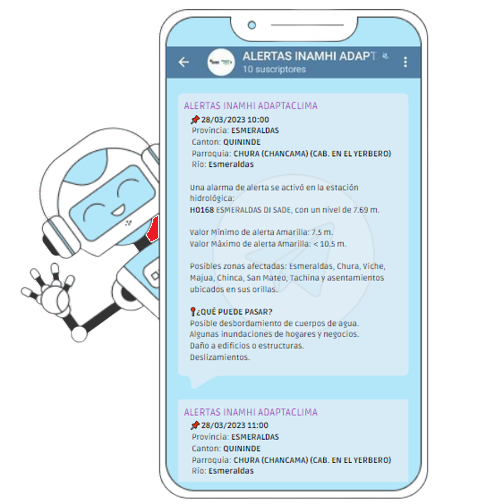 ALERTAS INAMHI ADAPT
10 suscriptores
ALERTAS INAMHI ADAPTACLIMA
28/03/2023 10:00
Provincia: ESMERALDAS
Canton: QUININDE
Parroquia: CHURA (CHANCAMA) (CAB. EN EL YERBERO)
Río: Esmeraldas
Una alarma de alerta se activó en la estación
hidrológica:
H0168 ESMERALDAS DJ SADE, con un nivel de 7.69 m.
Valor Mínimo de alerta Amarilla: 7.5 m.
Valor Máximo de alerta Amarilla: < 10.5 m.
Posibles zonas afectadas: Esmeraldas, Chura, Viche,
Majua, Chinca, San Mateo, Tachina y asentamientos
ubicados en sus orillas.
¿QUÉ PUEDE PASAR?
Posible desbordamiento de cuerpos de agua.
Algunas inundaciones de hogares y negocios.
Daño a edificios o estructuras.
Deslizamientos.
ALERTAS INAMHI ADAPTACLIMA
28/03/2023 11:00
Provincia: ESMERALDAS
Canton: QUININDE
Parroquia: CHURA (CHANCAMA) (CAB. EN EL YERBERO)
Río: Esmeraldas